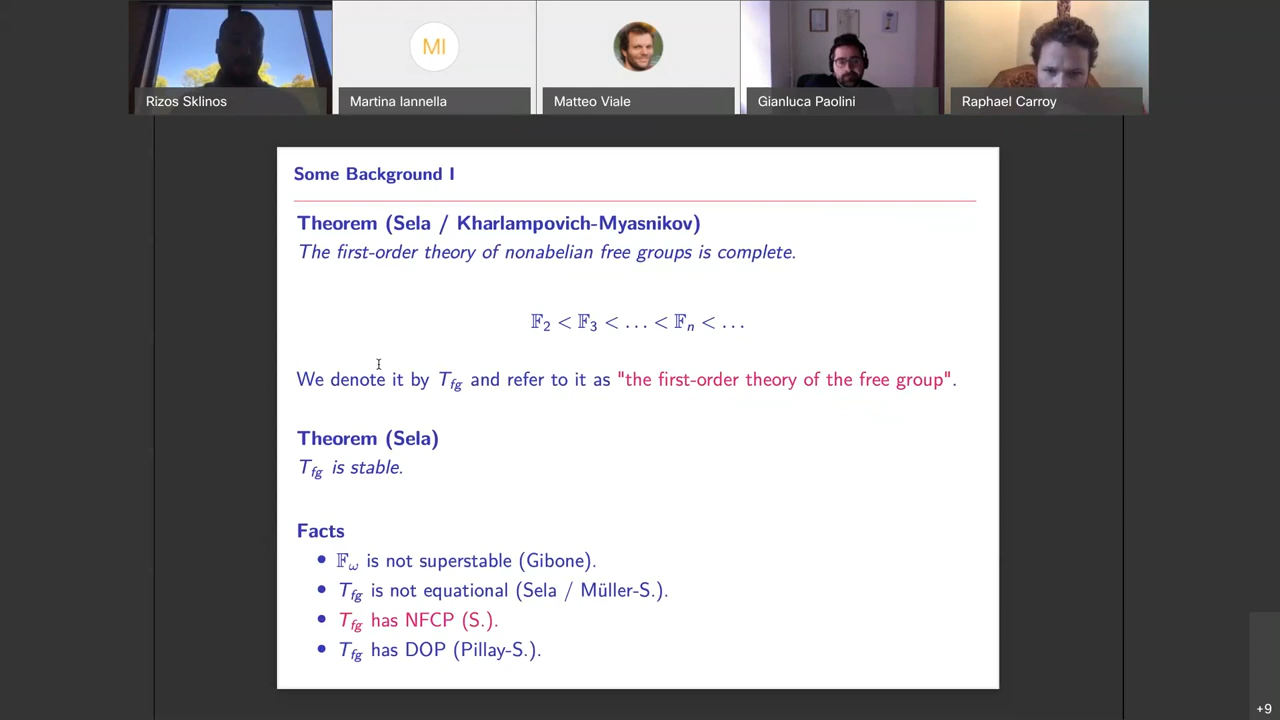 MI
Rizos Sklinos
Martina Iannella
Matteo Viale
Gianluca Paolini
Raphael Carroy
Some Background I
Theorem (Sela / Kharlampovich-Myasnikov)
The first-order theory of nonabelian free groups is complete.
𝔽₂ < 𝔽₃ < ... < 𝔽ₙ < ...
We denote it by T_fg and refer to it as "the first-order theory of the free group".
Theorem (Sela)
T_fg is stable.
Facts
• 𝔽_ω is not superstable (Gibone).
• T_fg is not equational (Sela / Müller-S.).
• T_fg has NFCP (S.).
• T_fg has DOP (Pillay-S.).
+9